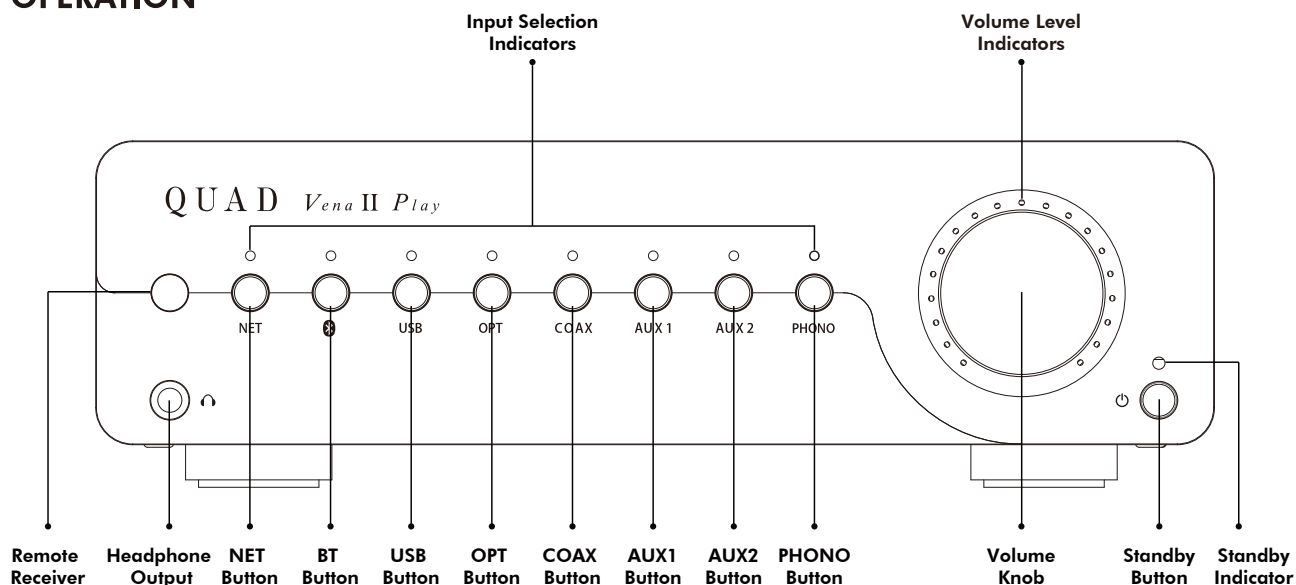 OPERATION
Input Selection
Indicators
Volume Level
Indicators
QUAD Vena II Play
NET
USB
OPT
COAX
AUX 1
AUX 2
PHONO
Remote
Receiver
Headphone
Output
NET
Button
BT
Button
USB
Button
OPT
Button
COAX
Button
AUX1
Button
AUX2
Button
PHONO
Button
Volume
Knob
Standby
Button
Standby
Indicator